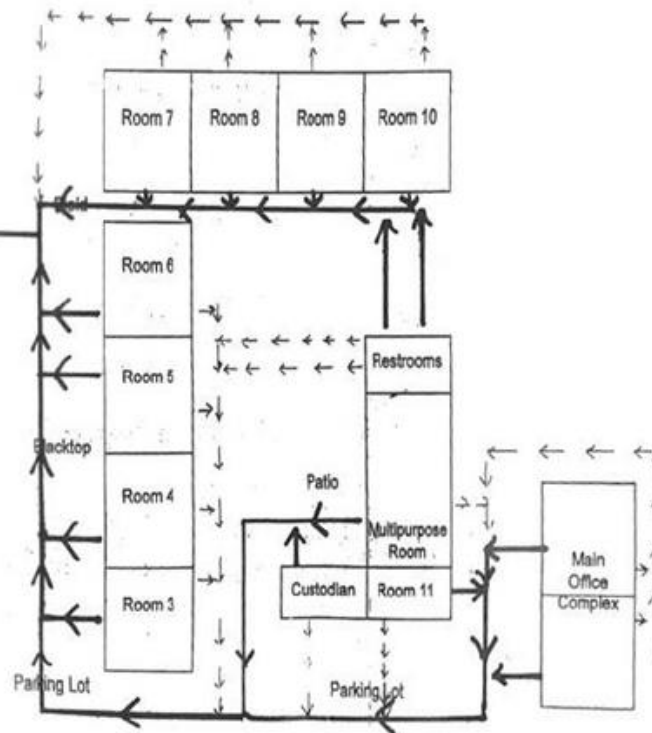 Room 7
Room 8
Room 9
Room 10
Room 6
Restrooms
Room 5
Blacktop
Room 4
Patio
Multipurpose
Room
Main
Office
Complex
Custodian
Room 11
Room 3
Parking Lot
Parking Lot